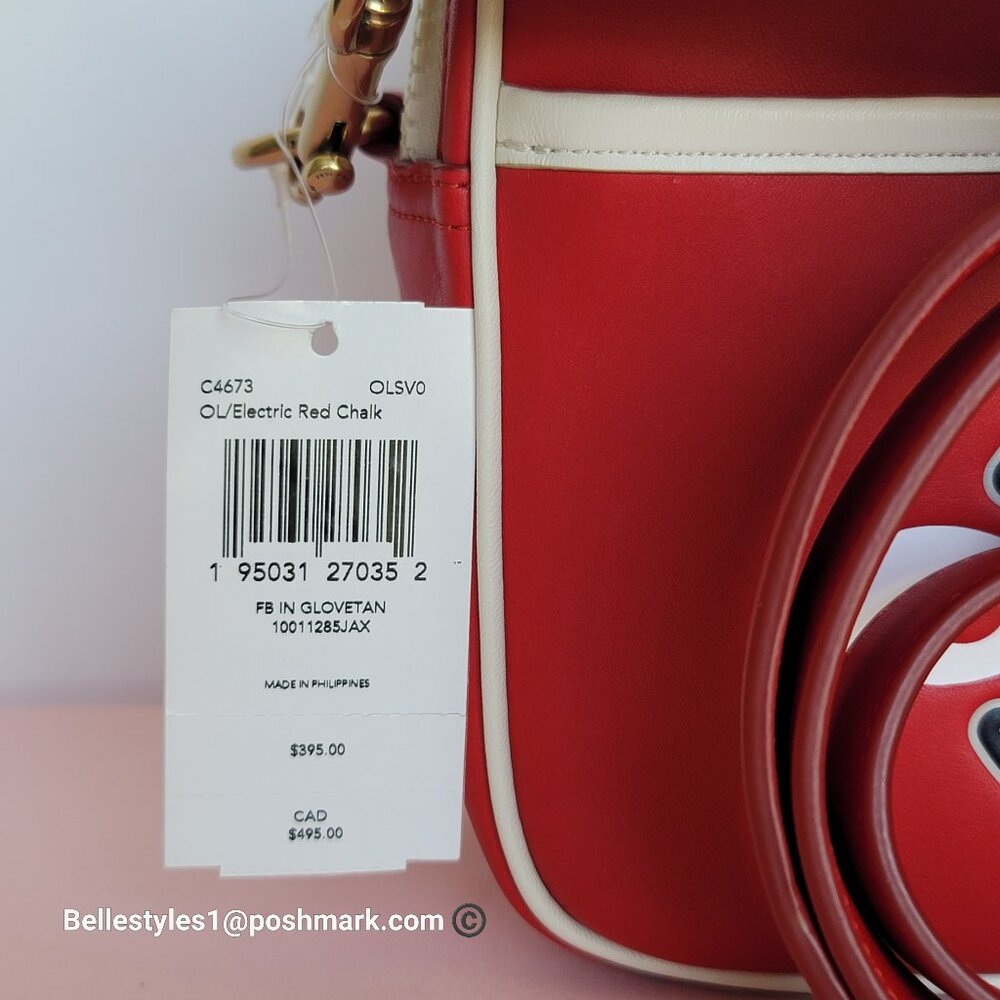 C4673 OLSV0
OL/Electric Red Chalk
1 95031 27035 2
FB IN GLOVETAN
10011285JAX
MADE IN PHILIPPINES
$395.00
CAD
$495.00
Bellestyles1@poshmark.com ©